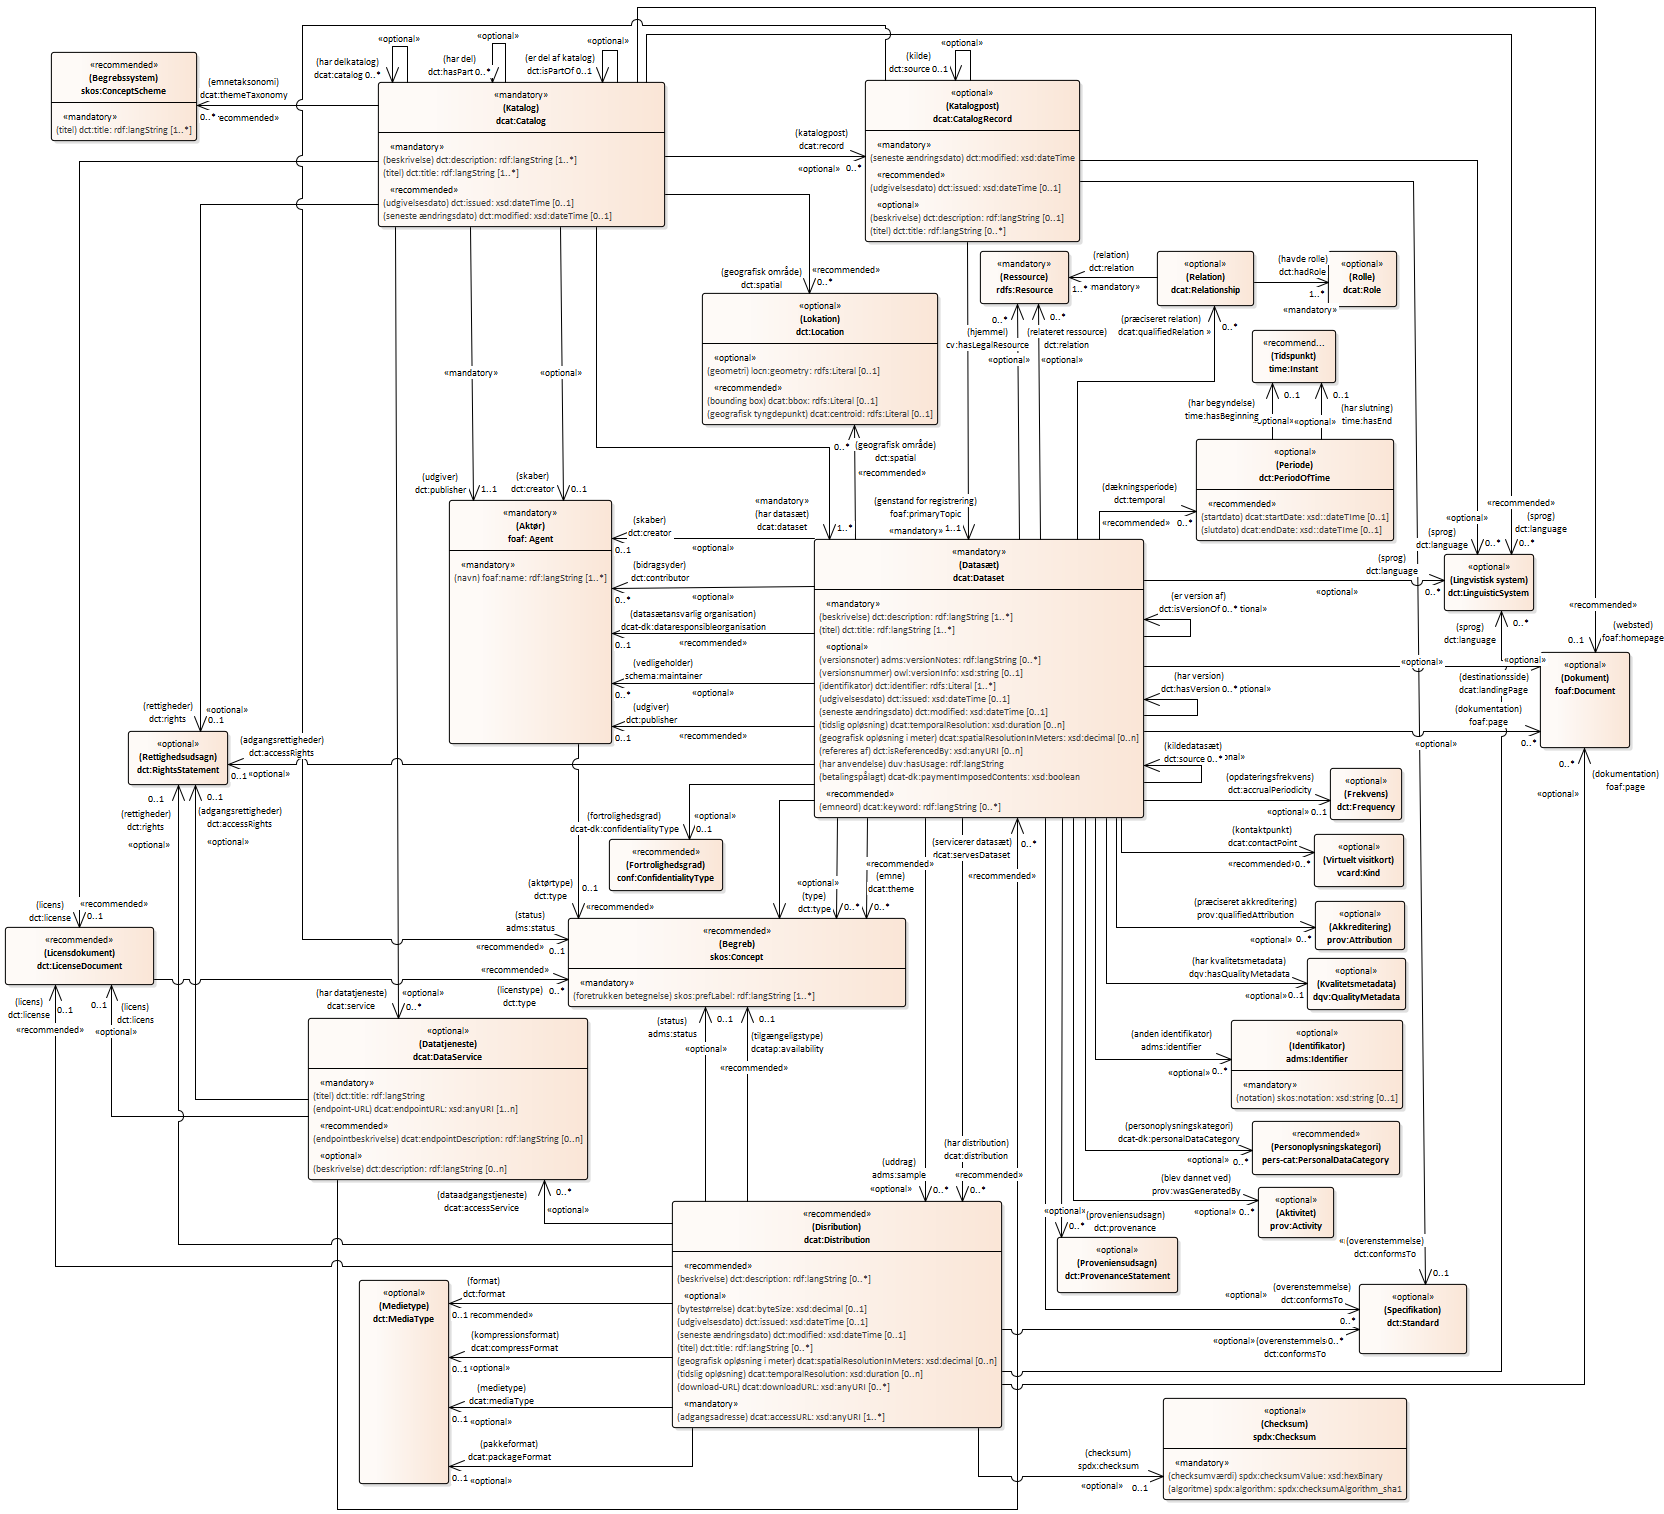 «recommended»
(Begrebssystem)
skos:ConceptScheme
«mandatory»
(titel) dct:title: rdf:langString [1..*]
(emnetaksonomi)
dcat:themeTaxonomy
0..*
«optional»
(har delkatalog)
dcat:catalog 0..*
«optional»
(har del)
dct:hasPart 0..*
«optional»
(er del af katalog)
dct:isPartOf 0..1
«mandatory»
(Katalog)
dcat:Catalog
«mandatory»
(beskrivelse) dct:description: rdf:langString [1..*]
(titel) dct:title: rdf:langString [1..*]
«recommended»
(udgivelsesdato) dct:issued: xsd:dateTime [0..1]
(seneste ændringsdato) dct:modified: xsd:dateTime [0..1]
(katalogpost)
dcat:record
«optional» 0..*
«optional»
(kilde)
dct:source 0..1
«optional»
(Katalogpost)
dcat:CatalogRecord
«mandatory»
(seneste ændringsdato) dct:modified: xsd:dateTime
«recommended»
(udgivelsesdato) dct:issued: xsd:dateTime [0..1]
«optional»
(beskrivelse) dct:description: rdf:langString [0..1]
(titel) dct:title: rdf:langString [0..*]
«mandatory»
(Ressource)
rdfs:Resource
(relation)
dct:relation
1..*
«optional»
(Relation)
dcat:Relationship
(havde rolle)
dct:hadRole
1..*
«mandatory»
«optional»
(Rolle)
dcat:Role
(geografisk område)
dct:spatial
«recommended»
0..*
«optional»
(Lokation)
dct:Location
«optional»
(geometri) locn:geometry: rdfs:Literal [0..1]
«recommended»
(bounding box) dcat:bbox: rdfs:Literal [0..1]
(geografisk tyngdepunkt) dcat:centroid: rdfs:Literal [0..1]
0..*
(hjemmel)
cv:hasLegalResource
«optional»
0..*
(relateret ressource)
dct:relation
«optional»
(præciseret relation)
dcat:qualifiedRelation
0..*
«recommend...
(Tidspunkt)
time:Instant
(har begyndelse)
time:hasBeginning
0..1
0..1
(har slutning)
time:hasEnd
«optional»
«optional»
(Periode)
dct:PeriodOfTime
«recommended»
(startdato) dcat:startDate: xsd::dateTIme [0..1]
(slutdato) dct:endDate: xsd::dateTIme [0..1]
(dækningsperiode)
dct:temporal
«recommended» 0..*
0..* (geografisk område)
dct:spatial
«recommended»
(genstand for registrering)
foaf:primaryTopic
«mandatory» 1..1
«mandatory»
«optional»
(udgiver)
dct:publisher 1..1
(skaber)
dct:creator 0..1
«mandatory»
(har datasæt)
dcat:dataset
1..*
«mandatory»
(Aktør)
foaf: Agent
«mandatory»
(navn) foaf:name: rdf:langString [1..*]
(skaber)
dct:creator
0..1
«optional»
(bidragsyder)
dct:contributor
0..*
«optional»
(datasætansvarlig organisation)
dcat-dk:dataresponsibleorganisation
0..1
«recommended»
(vedligeholder)
schema:maintainer
0..*
«optional»
(udgiver)
dct:publisher
0..1
«recommended»
«mandatory»
(Datasæt)
dcat:Dataset
«mandatory»
(beskrivelse) dct:description: rdf:langString [1..*]
(titel) dct:title: rdf:langString [1..*]
«optional»
(versionsnoter) adms:versionNotes: rdf:langString [0..*]
(versionsnummer) owl:versionInfo: xsd:string [0..1]
(identifikator) dct:identifier: rdfs:Literal [1..*]
(udgivelsesdato) dct:issued: xsd:dateTime [0..1]
(seneste ændringsdato) dct:modified: xsd:dateTime [0..1]
(tidslig opløsning) dcat:temporalResolution: xsd:duration [0..n]
(geografisk opløsning i meter) dcat:spatialResolutionInMeters: xsd:decimal [0..n]
(refereres af) dct:isReferencedBy: xsd:anyURI [0..n]
(har anvendelse) duv:hasUsage: rdf:langString
(betalingspålagt) dcat-dk:paymentImposedContents: xsd:boolean
«recommended»
(emneord) dcat:keyword: rdf:langString [0..*]
(er version af)
dct:isVersionOf 0..*
(har version)
dct:hasVersion 0..*
(kildedatasæt)
dct:source 0..*
(sprog)
dct:language
«optional» 0..*
«optional»
(sprog)
dct:language 0..*
«recommended»
(sprog)
0..* dct:language
«optional»
(Lingvistisk system)
dct:LinguisticSystem
(sprog)
dct:language
0..*
«optional»
«recommended»
0..1 (websted)
foaf:homepage
«optional»
«optional»
(Dokument)
foaf:Document
(destinationsside)
dcat:landingPage
(dokumentation)
foaf:page
0..*
«optional»
0..*
(dokumentation)
foaf:page
«optional»
(rettigheder)
dct:rights
«optional»
0..1
«optional»
(Rettighedsudsagn)
dct:RightsStatement
(adgangsrettigheder)
dct:accessRights
0..1 «optional»
0..1
(rettigheder)
dct:rights
«optional»
0..1
(adgangsrettigheder)
dct:accessRights
«optional»
(fortrolighedsgrad)
dcat-dk:confidentialityType
«optional»
0..1
«recommended»
(Fortrolighedsgrad)
conf:ConfidentialityType
(opdateringsfrekvens)
dct:accrualPeriodicity
«optional» 0..1
«optional»
(Frekvens)
dct:Frequency
(kontaktpunkt)
dcat:contactPoint
«recommended» 0..*
«optional»
(Virtuelt visitkort)
vcard:Kind
(præciseret akkreditering)
prov:qualifiedAttribution
«optional» 0..*
«optional»
(Akkreditering)
prov:Attribution
(har kvalitetsmetadata)
dqv:hasQualityMetadata
«optional» 0..1
«optional»
(Kvalitetsmetadata)
dqv:QualityMetadata
(anden identifikator)
adms:identifier
«optional» 0..*
«optional»
(Identifikator)
adms:Identifier
«mandatory»
(notation) skos:notation: xsd:string [0..1]
(personoplysningskategori)
dcat-dk:personalDataCategory
«optional» 0..*
«recommended»
(Personoplysningskategori)
pers-cat:PersonalDataCategory
(blev dannet ved)
prov:wasGeneratedBy
«optional» 0..*
«optional»
(Aktivitet)
prov:Activity
«optional»
0..*
(proveniensudsagn)
dct:provenance
«optional»
(Proveniensudsagn)
dct:ProvenanceStatement
(overenstemmelse)
dct:conformsTo
0..1
(overenstemmelse)
dct:conformsTo
«optional»
0..*
«optional»
(Specifikation)
dct:Standard
«optional» 0..*
dct:conformsTo
(aktørtype)
dct:type
0..1
«recommended»
(status)
adms:status
«recommended» 0..1
«optional»
(type)
dct:type 0..*
«recommended»
(emne)
dcat:theme
0..*
(servicerer datasæt)
dcat:servesDataset
0..*
«recommended»
«recommended»
(Begreb)
skos:Concept
«mandatory»
(foretrukken betegnelse) skos:prefLabel: rdf:langString [1..*]
«recommended»
(licenstype)
dct:type
0..*
(licens)
dct:license
«recommended»
0..1
«recommended»
(Licensdokument)
dct:LicenseDocument
(licens)
dct:license
«recommended»
0..1
0..1
(licens)
dct:licens
«optional»
(har datatjeneste)
dcat:service
«optional»
0..*
«optional»
(Datatjeneste)
dcat:DataService
«mandatory»
(titel) dct:title: rdf:langString
(endpoint-URL) dcat:endpointURL: xsd:anyURI [1..n]
«recommended»
(endpointbeskrivelse) dcat:endpointDescription: rdf:langString [0..n]
«optional»
(beskrivelse) dct:description: rdf:langString [0..n]
(status)
adms:status
«optional»
0..1
0..1
(tilgængeligstype)
dcatap:availability
«recommended»
(dataadgangstjeneste)
dcat:accessService
0..*
«optional»
(uddrag)
adms:sample
«optional» 0..*
(har distribution)
dcat:distribution
«recommended»
0..*
«recommended»
(Disribution)
dcat:Distribution
«recommended»
(beskrivelse) dct:description: rdf:langString [0..*]
«optional»
(bytestørrelse) dcat:byteSize: xsd:decimal [0..1]
(udgivelsesdato) dct:issued: xsd:dateTime [0..1]
(seneste ændringsdato) dct:modified: xsd:dateTime [0..1]
(titel) dct:title: rdf:langString [0..*]
(geografisk opløsning i meter) dcat:spatialResolutionInMeters: xsd:decimal [0..n]
(tidslig opløsning) dcat:temporalResolution: xsd:duration [0..n]
(download-URL) dcat:downloadURL: xsd:anyURI [0..*]
«mandatory»
(adgangsadresse) dcat:accessURL: xsd:anyURI [1..*]
«optional»
(Medietype)
dct:MediaType
(format)
dct:format
0..1 recommended»
(kompressionsformat)
dcat:compressFormat
0..1
(medietype)
dcat:mediaType
0..1 «optional»
(pakkeformat)
dcat:packageFormat
0..1 «optional»
(checksum)
spdx:checksum
«optional» 0..1
«optional»
(Checksum)
spdx:Checksum
«mandatory»
(checksumværdi) spdx:checksumValue: xsd:hexBinary
(algoritme) spdx:algorithm: spdx:checksumAlgorithm_sha1